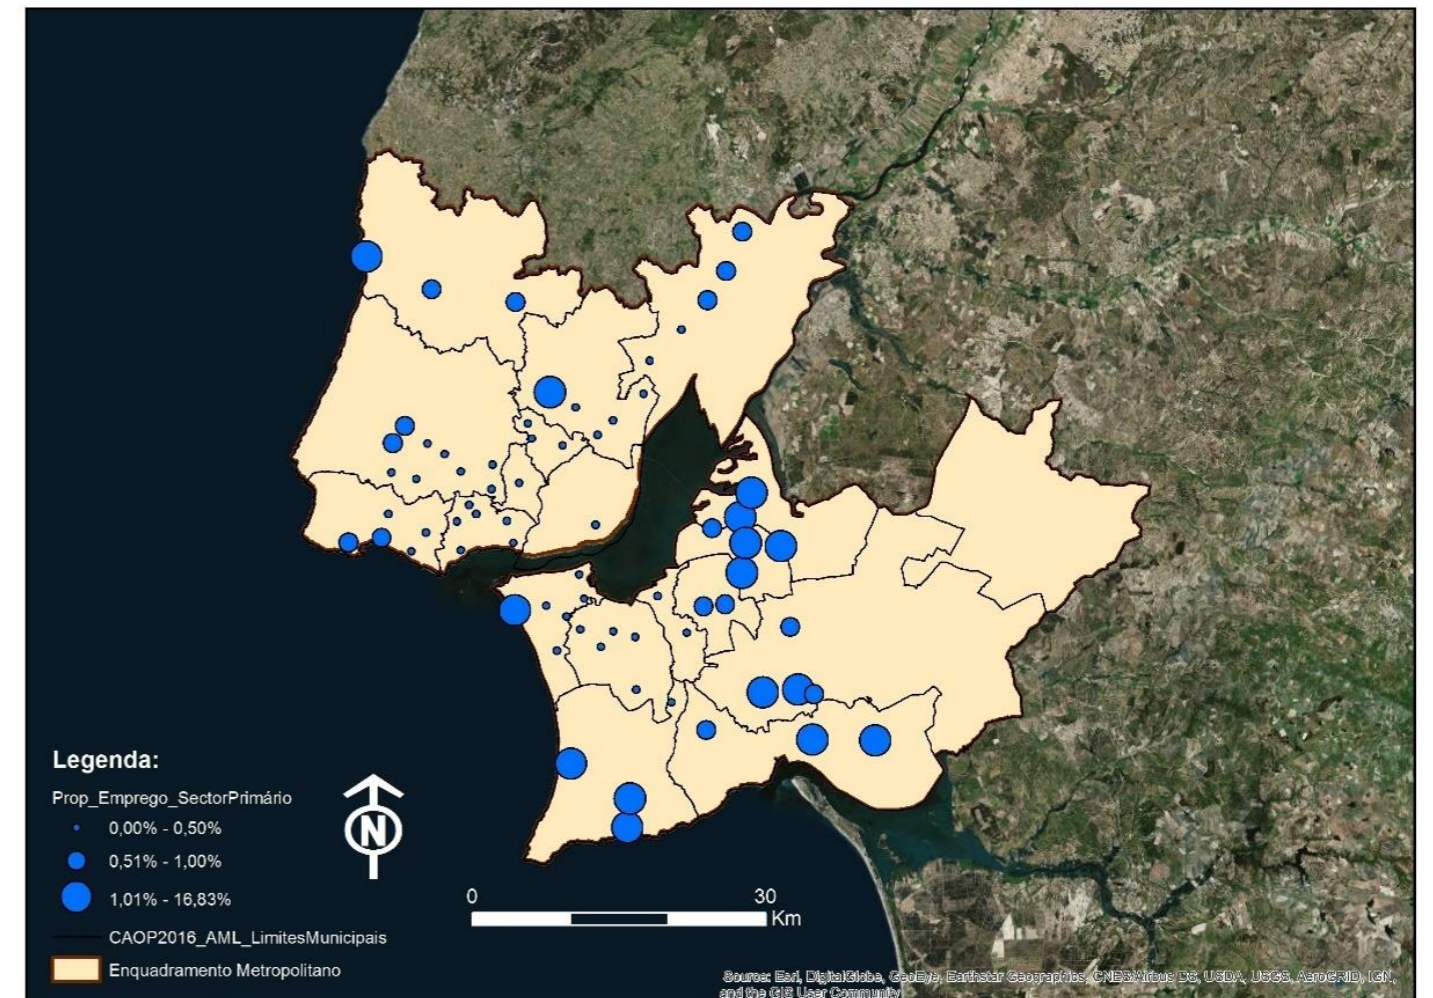 Legenda:
Prop_Emprego_SectorPrimário
0,00% - 0,50%
0,51% - 1,00%
1,01% - 16,83%
CAOP2016_AML_LimitesMunicipais
Enquadramento Metropolitano
N
0 30
Km
Source: Esri, DigitalGlobe, GeoEye, Earthstar Geographics, CNES/Airbus DS, USDA, USGS, AeroGRID, IGN,
and the GIS User Community